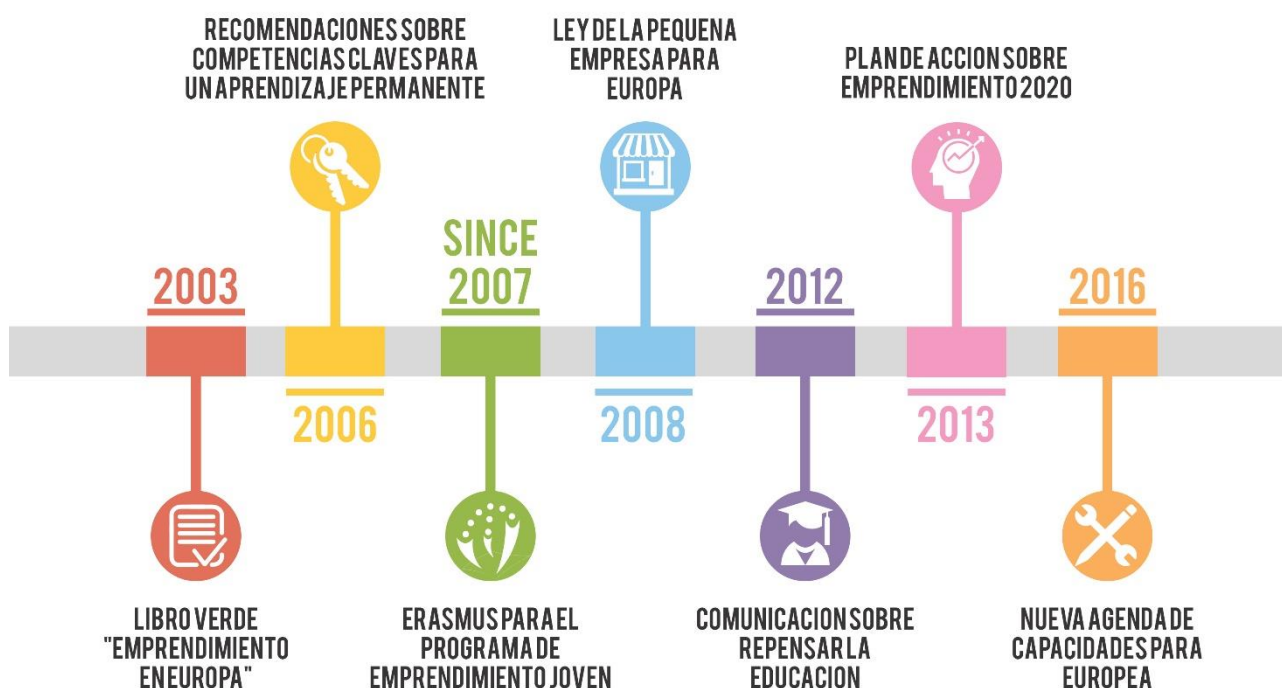 RECOMENDACIONES SOBRE
COMPETENCIAS CLAVES PARA
UN APRENDIZAJE PERMANENTE
LEY DE LA PEQUENA
EMPRESA PARA
EUROPA
PLAN DE ACCION SOBRE
EMPRENDIMIENTO 2020
2003
SINCE
2007
2012
2016
2006
2008
2013
LIBRO VERDE
"EMPRENDIMIENTO
EN EUROPA"
ERASMUS PARA EL
PROGRAMA DE
EMPRENDIMIENTO JOVEN
COMUNICACION SOBRE
REPENSAR LA
EDUCACION
NUEVA AGENDA DE
CAPACIDADES PARA
EUROPEA